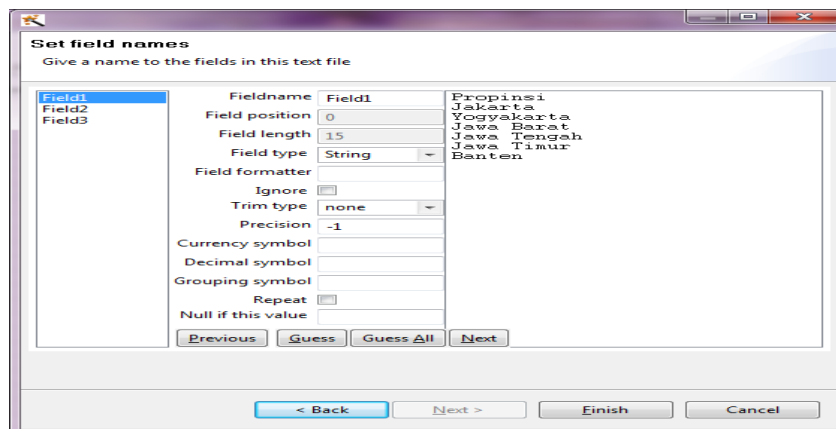 Set field names
Give a name to the fields in this text file
Field1
Field2
Field3
Fieldname Field1
Field position 0
Field length 15
Field type String
Field formatter
Ignore
Trim type none
Precision -1
Currency symbol
Decimal symbol
Grouping symbol
Repeat
Null if this value
Previous Guess Guess All Next
Propinsi
Jakarta
Yogyakarta
Jawa Barat
Jawa Tengah
Jawa Timur
Banten
< Back Next > Finish Cancel